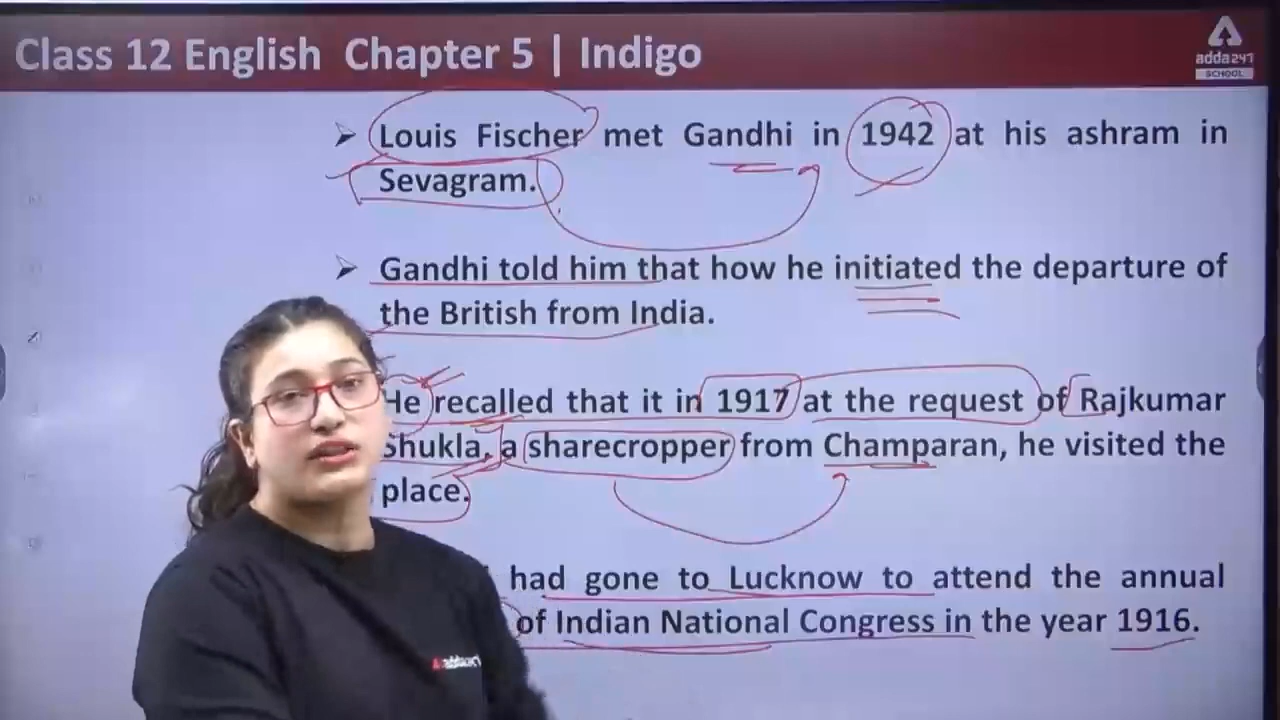 Class 12 English Chapter 5 | Indigo
adda247
SCHOOL
➢ Louis Fischer met Gandhi in 1942 at his ashram in
Sevagram.
➢ Gandhi told him that how he initiated the departure of
the British from India.
He recalled that it in 1917 at the request of Rajkumar
Shukla, a sharecropper from Champaran, he visited the
place.
had gone to Lucknow to attend the annual
of Indian National Congress in the year 1916.
adda247